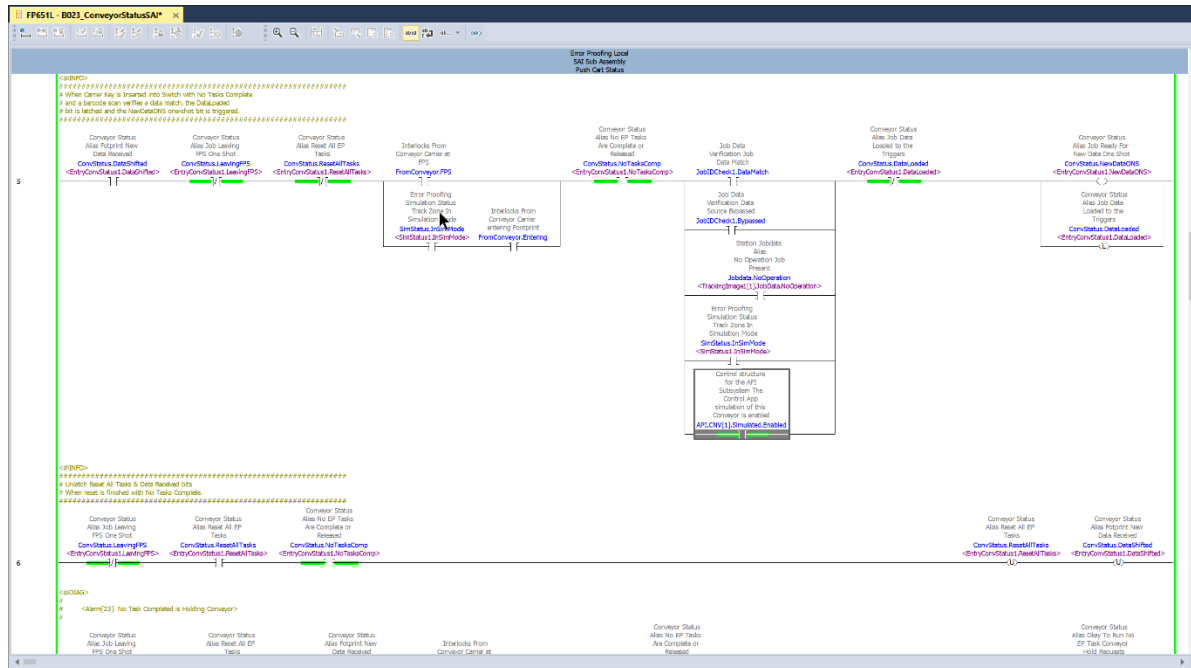 FP651L - B023_ConveyorStatusSAI* ×
Error Proofing Local
SAI Sub Assembly
Push Cart Status
<@INFO>
# When Carrier Key is Inserted into Switch with No Tasks Complete
# and a barcode scan verifies a data match, the DataLoaded
# bit is latched and the NewDataONS one-shot bit is triggered.
5
Conveyor Status
Alias Fotprint New
Data Received
ConvStatus.DataShifted
<EntryConvStatus1.DataShifted>
Conveyor Status
Alias Job Leaving
FPS One Shot
ConvStatus.LeavingFPS
<EntryConvStatus1.LeavingFPS>
Conveyor Status
Alias Reset All EP
Tasks
ConvStatus.ResetAllTasks
<EntryConvStatus1.ResetAllTasks>
Interlocks From
Conveyor Carrier at
FPS
FromConveyor.FPS
Error Proofing
Simulation Status
Track Zone In
Simulation Mode
SimStatus.InSimMode
<SimStatus1.InSimMode>
Interlocks From
Conveyor Carrier
entering Footprint
FromConveyor.Entering
Conveyor Status
Alias No EP Tasks
Are Complete or
Released
ConvStatus.NoTasksComp
<EntryConvStatus1.NoTasksComp>
Job Data
Verification Job
Data Match
JobIDCheck1.DataMatch
Job Data
Verification Data
Source Bypassed
JobIDCheck1.Bypassed
Station Jobdata
Alias
No Operation Job
Present
Jobdata.NoOperation
<TrackingImage1[1].JobData.NoOperation>
Error Proofing
Simulation Status
Track Zone In
Simulation Mode
SimStatus.InSimMode
<SimStatus1.InSimMode>
Control structure
for the API
Subsystem The
Control App
simulation of this
Conveyor is enabled
API.CNV[1].Simulated.Enabled
Conveyor Status
Alias Job Data
Loaded to the
Triggers
ConvStatus.DataLoaded
<EntryConvStatus1.DataLoaded>
Conveyor Status
Alias Job Ready For
New Data One Shot
ConvStatus.NewDataONS
<EntryConvStatus1.NewDataONS>
Conveyor Status
Alias Job Data
Loaded to the
Triggers
ConvStatus.DataLoaded
<EntryConvStatus1.DataLoaded>
L
<@INFO>
# Unlatch Reset All Tasks & Data Received bits
# When reset is finished with No Tasks Complete.
6
Conveyor Status
Alias Job Leaving
FPS One Shot
ConvStatus.LeavingFPS
<EntryConvStatus1.LeavingFPS>
Conveyor Status
Alias Reset All EP
Tasks
ConvStatus.ResetAllTasks
<EntryConvStatus1.ResetAllTasks>
Conveyor Status
Alias No EP Tasks
Are Complete or
Released
ConvStatus.NoTasksComp
<EntryConvStatus1.NoTasksComp>
Conveyor Status
Alias Reset All EP
Tasks
ConvStatus.ResetAllTasks
<EntryConvStatus1.ResetAllTasks>
U
Conveyor Status
Alias Fotprint New
Data Received
ConvStatus.DataShifted
<EntryConvStatus1.DataShifted>
U
<@DIAG>
#
# <Alarm[23]: No Task Completed is Holding Conveyor>
#
Conveyor Status
Alias Job Leaving
FPS One Shot
Conveyor Status
Alias Reset All EP
Tasks
Conveyor Status
Alias Fotprint New
Data Received
Interlocks From
Conveyor Carrier at
Conveyor Status
Alias No EP Tasks
Are Complete or
Released
Conveyor Status
Alias Okay To Run No
EP Task Conveyor
Hold Requests